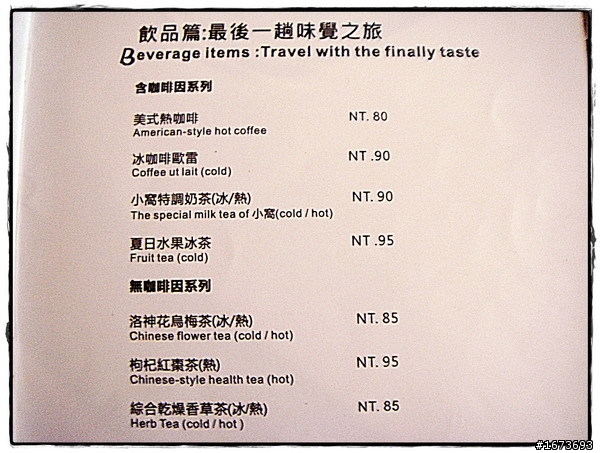 飲品篇:最後一趟味覺之旅
Beverage items :Travel with the finally taste
含咖啡因系列
美式熱咖啡 NT. 80
American-style hot coffee
冰咖啡歐雷 NT .90
Coffee ut lait (cold)
小窩特調奶茶(冰/熱) NT. 90
The special milk tea of 小窩(cold / hot)
夏日水果冰茶 NT .95
Fruit tea (cold)
無咖啡因系列
洛神花烏梅茶(冰/熱) NT. 85
Chinese flower tea (cold / hot)
枸杞紅棗茶(熱) NT. 95
Chinese-style health tea (hot)
綜合乾燥香草茶(冰/熱) NT. 85
Herb Tea (cold / hot )
#1673693